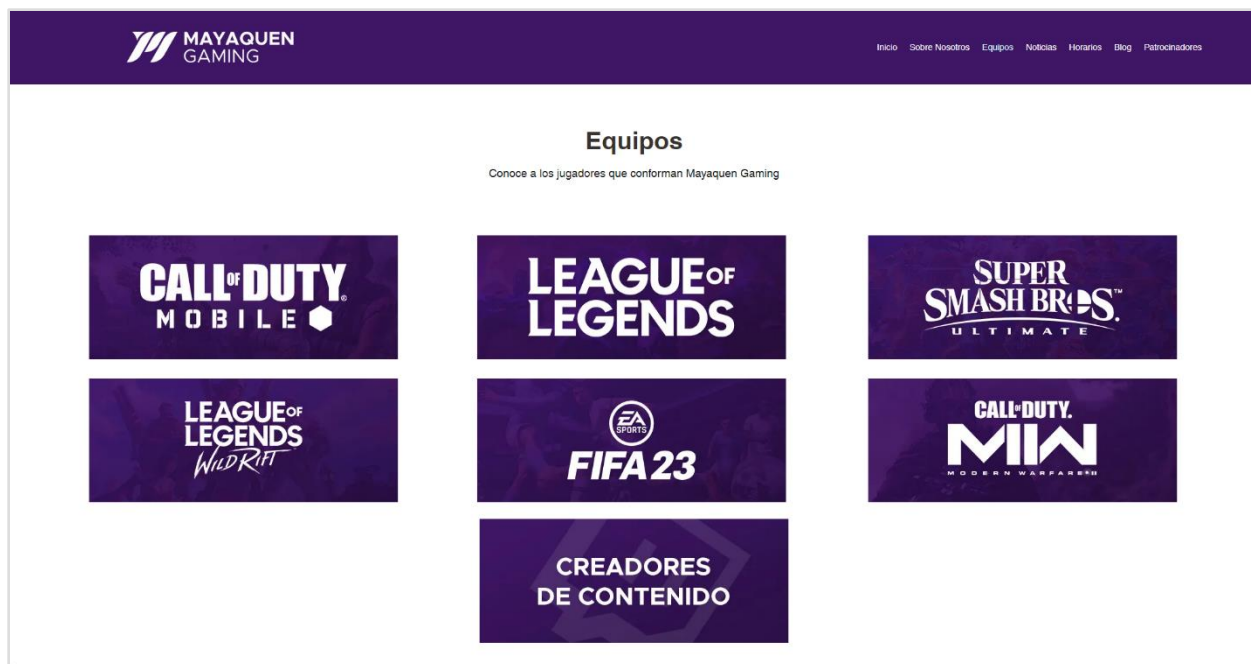 MAYAQUEN
GAMING
Inicio Sobre Nosotros Equipos Noticias Horarios Blog Patrocinadores
Equipos
Conoce a los jugadores que conforman Mayaquen Gaming
CALL OF DUTY®
MOBILE
LEAGUE OF
LEGENDS
SUPER
SMASH BROS.™
ULTIMATE
LEAGUE OF
LEGENDS
WILD RIFT
EA
SPORTS
FIFA 23
CALL OF DUTY.
MW
MODERN WARFARE II
CREADORES
DE CONTENIDO